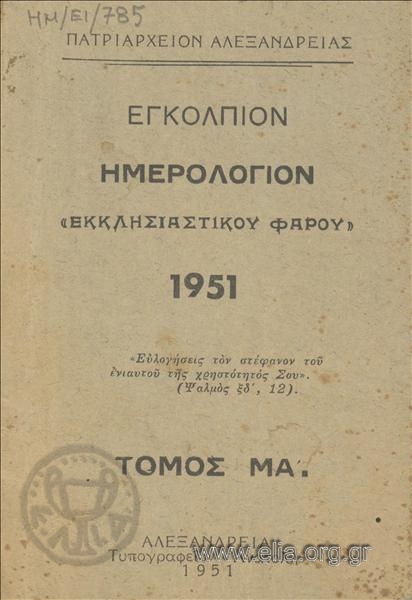 ΗΜ/ΕΙ/785
ΠΑΤΡΙΑΡΧΕΙΟΝ ΑΛΕΞΑΝΔΡΕΙΑΣ
ΕΓΚΟΛΠΙΟΝ
ΗΜΕΡΟΛΟΓΙΟΝ
«ΕΚΚΛΗΣΙΑΣΤΙΚΟΥ ΦΑΡΟΥ»
1951
«Εὐλογήσεις τὸν στέφανον τοῦ
ἐνιαυτοῦ τῆς χρηστότητός Σου».
(Ψαλμὸς ξδ΄, 12).
ΤΟΜΟΣ ΜΑ΄.
ΕΛΙΑ
ΑΛΕΞΑΝΔΡΕΙΑ
www.elia.org.gr
1951